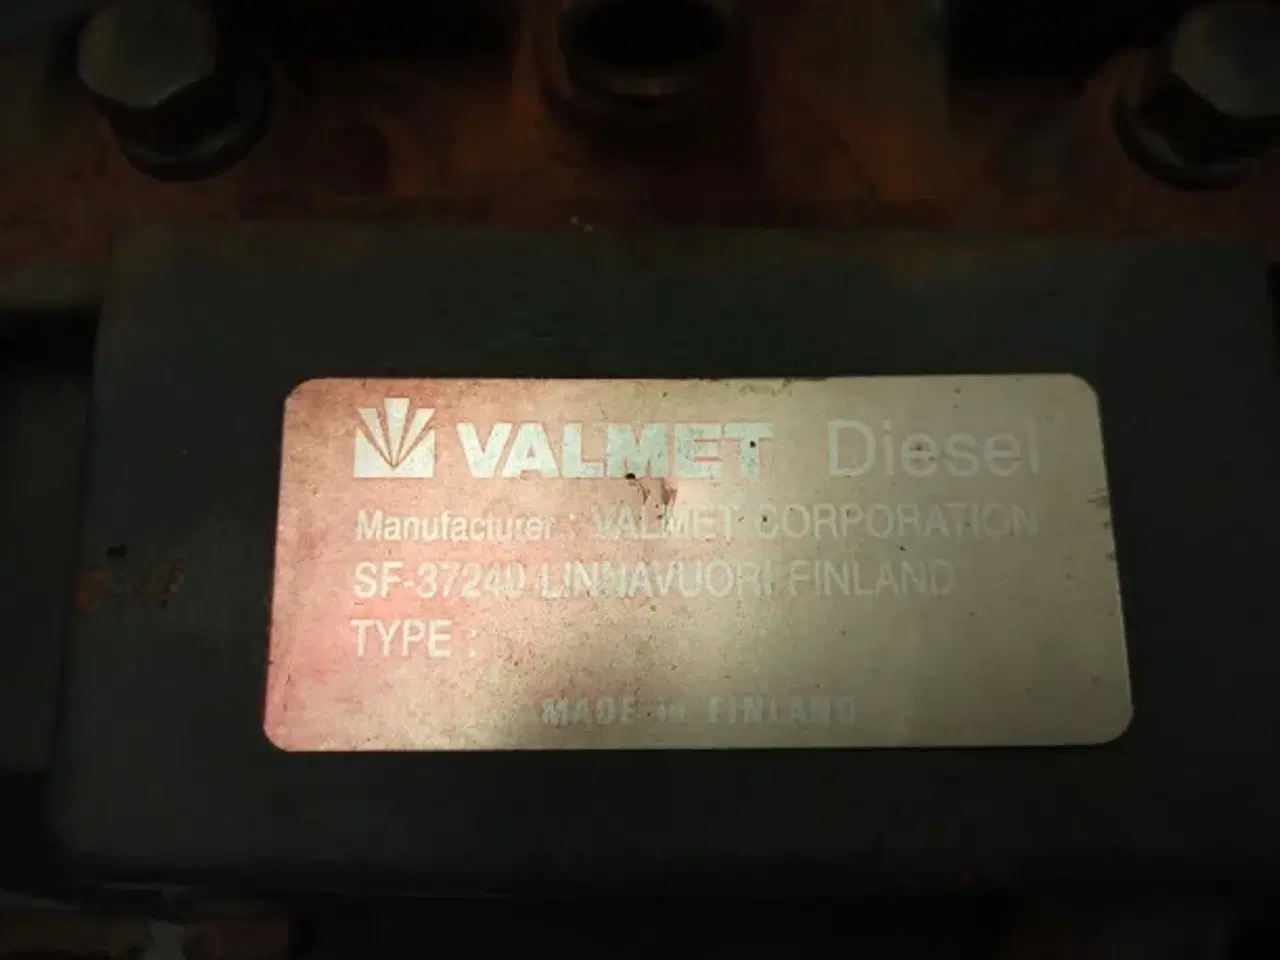 VALMET Diesel
Manufacturer: VALMET CORPORATION
SF-37240 LINNAVUORI FINLAND
TYPE:
MADE in FINLAND